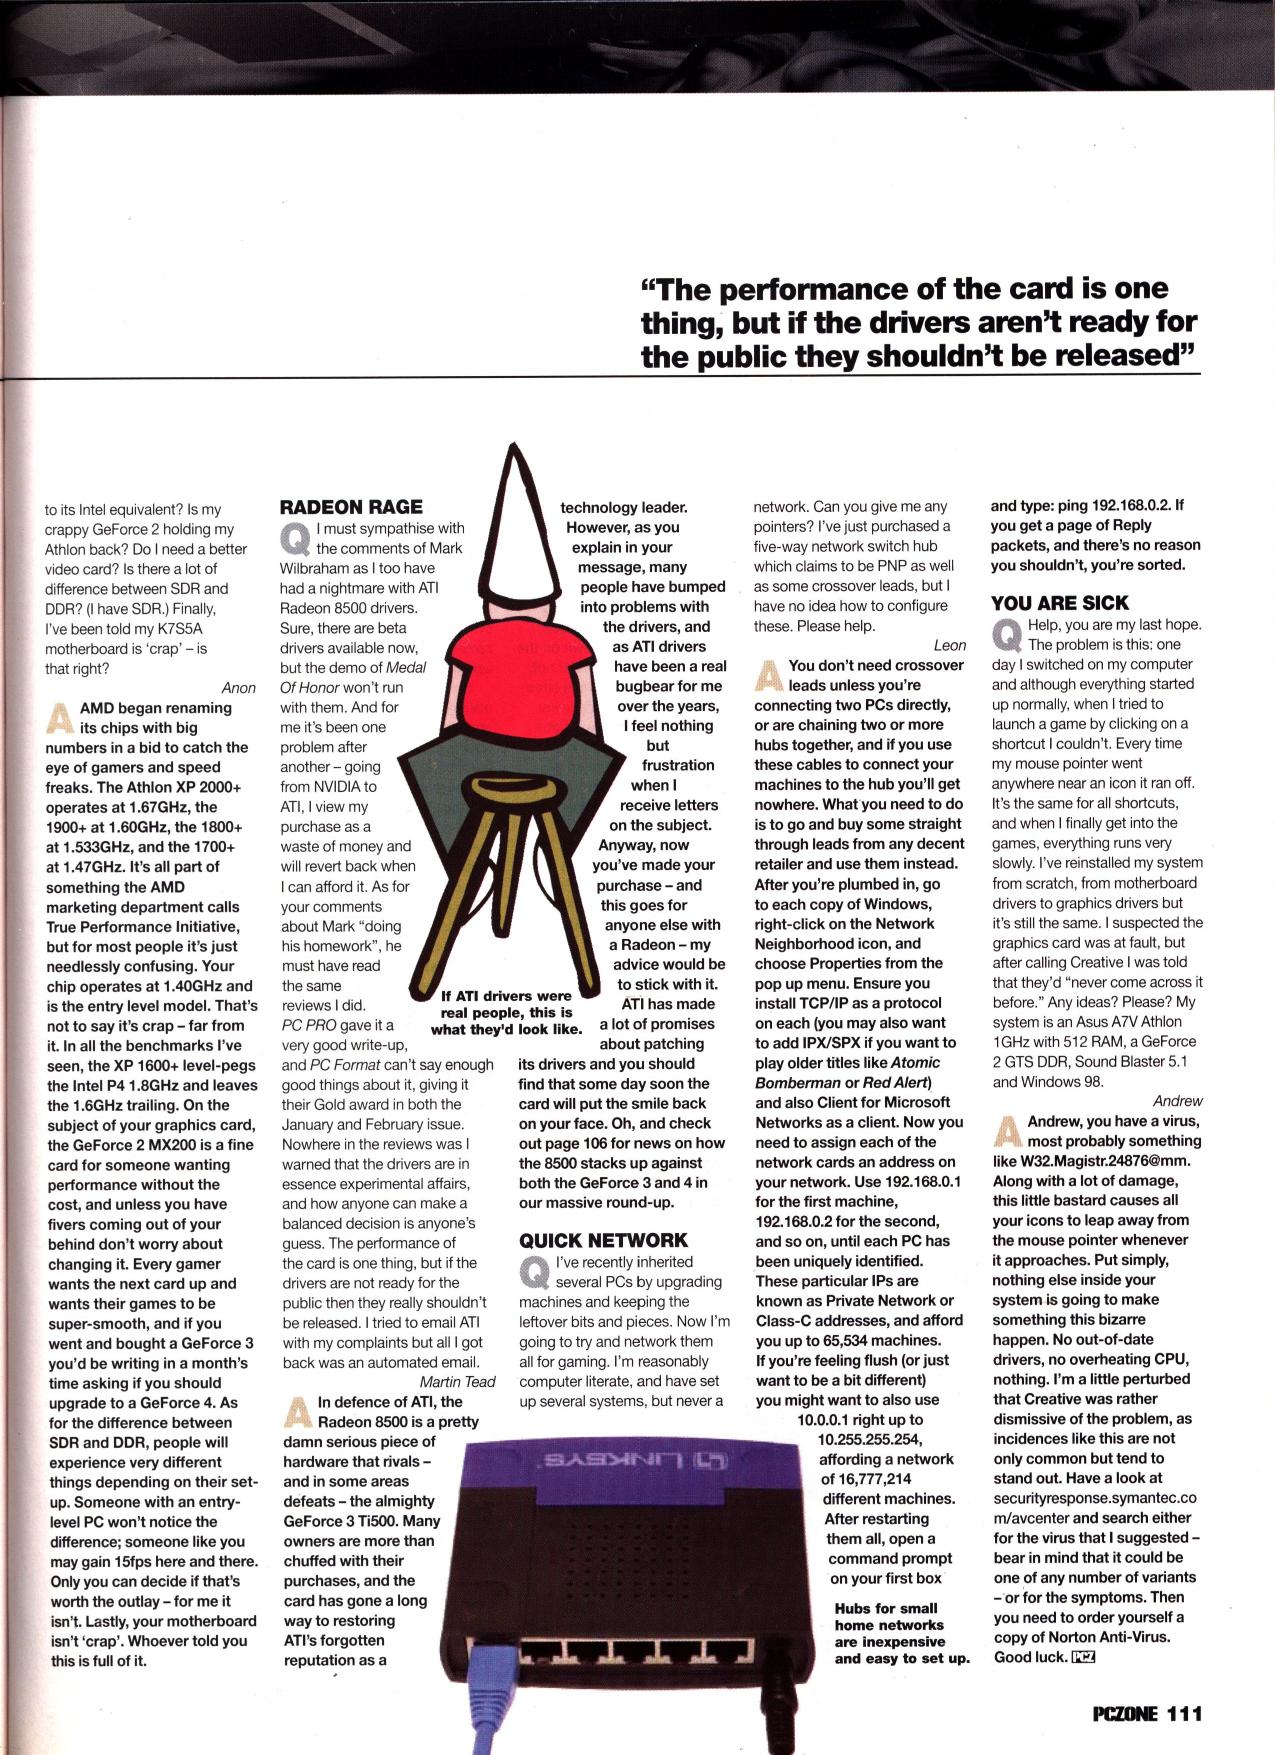 “The performance of the card is one
thing, but if the drivers aren’t ready for
the public they shouldn’t be released”
to its Intel equivalent? Is my
crappy GeForce 2 holding my
Athlon back? Do I need a better
video card? Is there a lot of
difference between SDR and
DDR? (I have SDR.) Finally,
I’ve been told my K7S5A
motherboard is ‘crap’ – is
that right?
Anon
A AMD began renaming
its chips with big
numbers in a bid to catch the
eye of gamers and speed
freaks. The Athlon XP 2000+
operates at 1.67GHz, the
1900+ at 1.60GHz, the 1800+
at 1.533GHz, and the 1700+
at 1.47GHz. It’s all part of
something the AMD
marketing department calls
True Performance Initiative,
but for most people it’s just
needlessly confusing. Your
chip operates at 1.40GHz and
is the entry level model. That’s
not to say it’s crap – far from
it. In all the benchmarks I’ve
seen, the XP 1600+ level-pegs
the Intel P4 1.8GHz and leaves
the 1.6GHz trailing. On the
subject of your graphics card,
the GeForce 2 MX200 is a fine
card for someone wanting
performance without the
cost, and unless you have
fivers coming out of your
behind don’t worry about
changing it. Every gamer
wants the next card up and
wants their games to be
super-smooth, and if you
went and bought a GeForce 3
you’d be writing in a month’s
time asking if you should
upgrade to a GeForce 4. As
for the difference between
SDR and DDR, people will
experience very different
things depending on their set-
up. Someone with an entry-
level PC won’t notice the
difference; someone like you
may gain 15fps here and there.
Only you can decide if that’s
worth the outlay – for me it
isn’t. Lastly, your motherboard
isn’t ‘crap’. Whoever told you
this is full of it.
RADEON RAGE
Q I must sympathise with
the comments of Mark
Wilbraham as I too have
had a nightmare with ATI
Radeon 8500 drivers.
Sure, there are beta
drivers available now,
but the demo of Medal
Of Honor won’t run
with them. And for
me it’s been one
problem after
another – going
from NVIDIA to
ATI, I view my
purchase as a
waste of money and
will revert back when
I can afford it. As for
your comments
about Mark “doing
his homework”, he
must have read
the same
reviews I did.
PC PRO gave it a
very good write-up,
and PC Format can’t say enough
good things about it, giving it
their Gold award in both the
January and February issue.
Nowhere in the reviews was I
warned that the drivers are in
essence experimental affairs,
and how anyone can make a
balanced decision is anyone’s
guess. The performance of
the card is one thing, but if the
drivers are not ready for the
public then they really shouldn’t
be released. I tried to email ATI
with my complaints but all I got
back was an automated email.
Martin Tead
A In defence of ATI, the
Radeon 8500 is a pretty
damn serious piece of
hardware that rivals –
and in some areas
defeats – the almighty
GeForce 3 Ti500. Many
owners are more than
chuffed with their
purchases, and the
card has gone a long
way to restoring
ATI’s forgotten
reputation as a
technology leader.
However, as you
explain in your
message, many
people have bumped
into problems with
the drivers, and
as ATI drivers
have been a real
bugbear for me
over the years,
I feel nothing
but
frustration
when I
receive letters
on the subject.
Anyway, now
you’ve made your
purchase – and
this goes for
anyone else with
a Radeon – my
advice would be
to stick with it.
ATI has made
a lot of promises
about patching
its drivers and you should
find that some day soon the
card will put the smile back
on your face. Oh, and check
out page 106 for news on how
the 8500 stacks up against
both the GeForce 3 and 4 in
our massive round-up.
If ATI drivers were
real people, this is
what they’d look like.
QUICK NETWORK
Q I’ve recently inherited
several PCs by upgrading
machines and keeping the
leftover bits and pieces. Now I’m
going to try and network them
all for gaming. I’m reasonably
computer literate, and have set
up several systems, but never a
network. Can you give me any
pointers? I’ve just purchased a
five-way network switch hub
which claims to be PNP as well
as some crossover leads, but I
have no idea how to configure
these. Please help.
Leon
A You don’t need crossover
leads unless you’re
connecting two PCs directly,
or are chaining two or more
hubs together, and if you use
these cables to connect your
machines to the hub you’ll get
nowhere. What you need to do
is to go and buy some straight
through leads from any decent
retailer and use them instead.
After you’re plumbed in, go
to each copy of Windows,
right-click on the Network
Neighborhood icon, and
choose Properties from the
pop up menu. Ensure you
install TCP/IP as a protocol
on each (you may also want
to add IPX/SPX if you want to
play older titles like Atomic
Bomberman or Red Alert)
and also Client for Microsoft
Networks as a client. Now you
need to assign each of the
network cards an address on
your network. Use 192.168.0.1
for the first machine,
192.168.0.2 for the second,
and so on, until each PC has
been uniquely identified.
These particular IPs are
known as Private Network or
Class-C addresses, and afford
you up to 65,534 machines.
If you’re feeling flush (or just
want to be a bit different)
you might want to also use
10.0.0.1 right up to
10.255.255.254,
affording a network
of 16,777,214
different machines.
After restarting
them all, open a
command prompt
on your first box
Hubs for small
home networks
are inexpensive
and easy to set up.
LINKSYS
and type: ping 192.168.0.2. If
you get a page of Reply
packets, and there’s no reason
you shouldn’t, you’re sorted.
YOU ARE SICK
Q Help, you are my last hope.
The problem is this: one
day I switched on my computer
and although everything started
up normally, when I tried to
launch a game by clicking on a
shortcut I couldn’t. Every time
my mouse pointer went
anywhere near an icon it ran off.
It’s the same for all shortcuts,
and when I finally get into the
games, everything runs very
slowly. I’ve reinstalled my system
from scratch, from motherboard
drivers to graphics drivers but
it’s still the same. I suspected the
graphics card was at fault, but
after calling Creative I was told
that they’d “never come across it
before.” Any ideas? Please? My
system is an Asus A7V Athlon
1GHz with 512 RAM, a GeForce
2 GTS DDR, Sound Blaster 5.1
and Windows 98.
Andrew
A Andrew, you have a virus,
most probably something
like W32.Magistr.24876@mm.
Along with a lot of damage,
this little bastard causes all
your icons to leap away from
the mouse pointer whenever
it approaches. Put simply,
nothing else inside your
system is going to make
something this bizarre
happen. No out-of-date
drivers, no overheating CPU,
nothing. I’m a little perturbed
that Creative was rather
dismissive of the problem, as
incidences like this are not
only common but tend to
stand out. Have a look at
securityresponse.symantec.co
m/avcenter and search either
for the virus that I suggested –
bear in mind that it could be
one of any number of variants
– or for the symptoms. Then
you need to order yourself a
copy of Norton Anti-Virus.
Good luck. PCZ
PCZONE 111